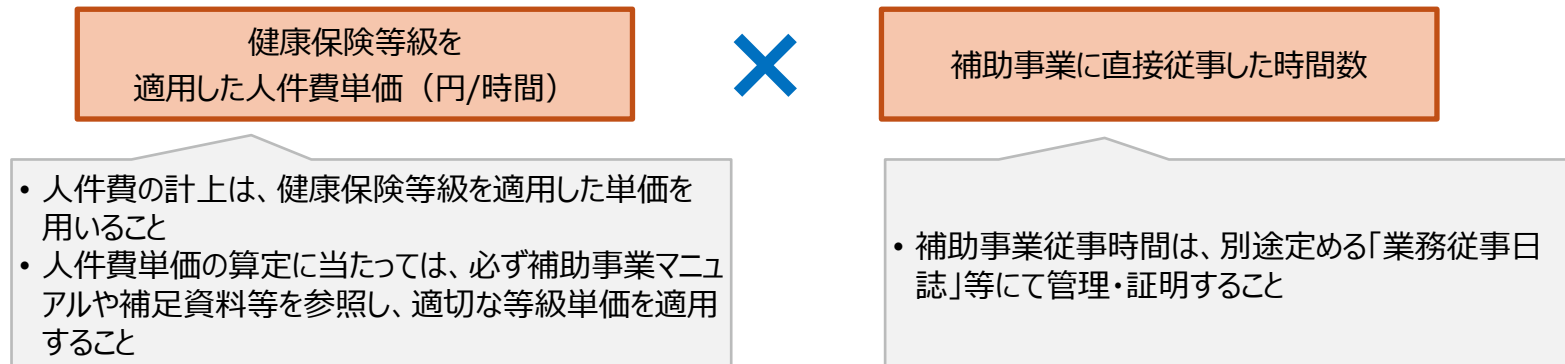 健康保険等級を
適用した人件費単価（円/時間）
×
補助事業に直接従事した時間数
• 人件費の計上は、健康保険等級を適用した単価を
用いること
• 人件費単価の算定に当たっては、必ず補助事業マニュ
アルや補足資料等を参照し、適切な等級単価を適用
すること
• 補助事業従事時間は、別途定める「業務従事日
誌」等にて管理・証明すること